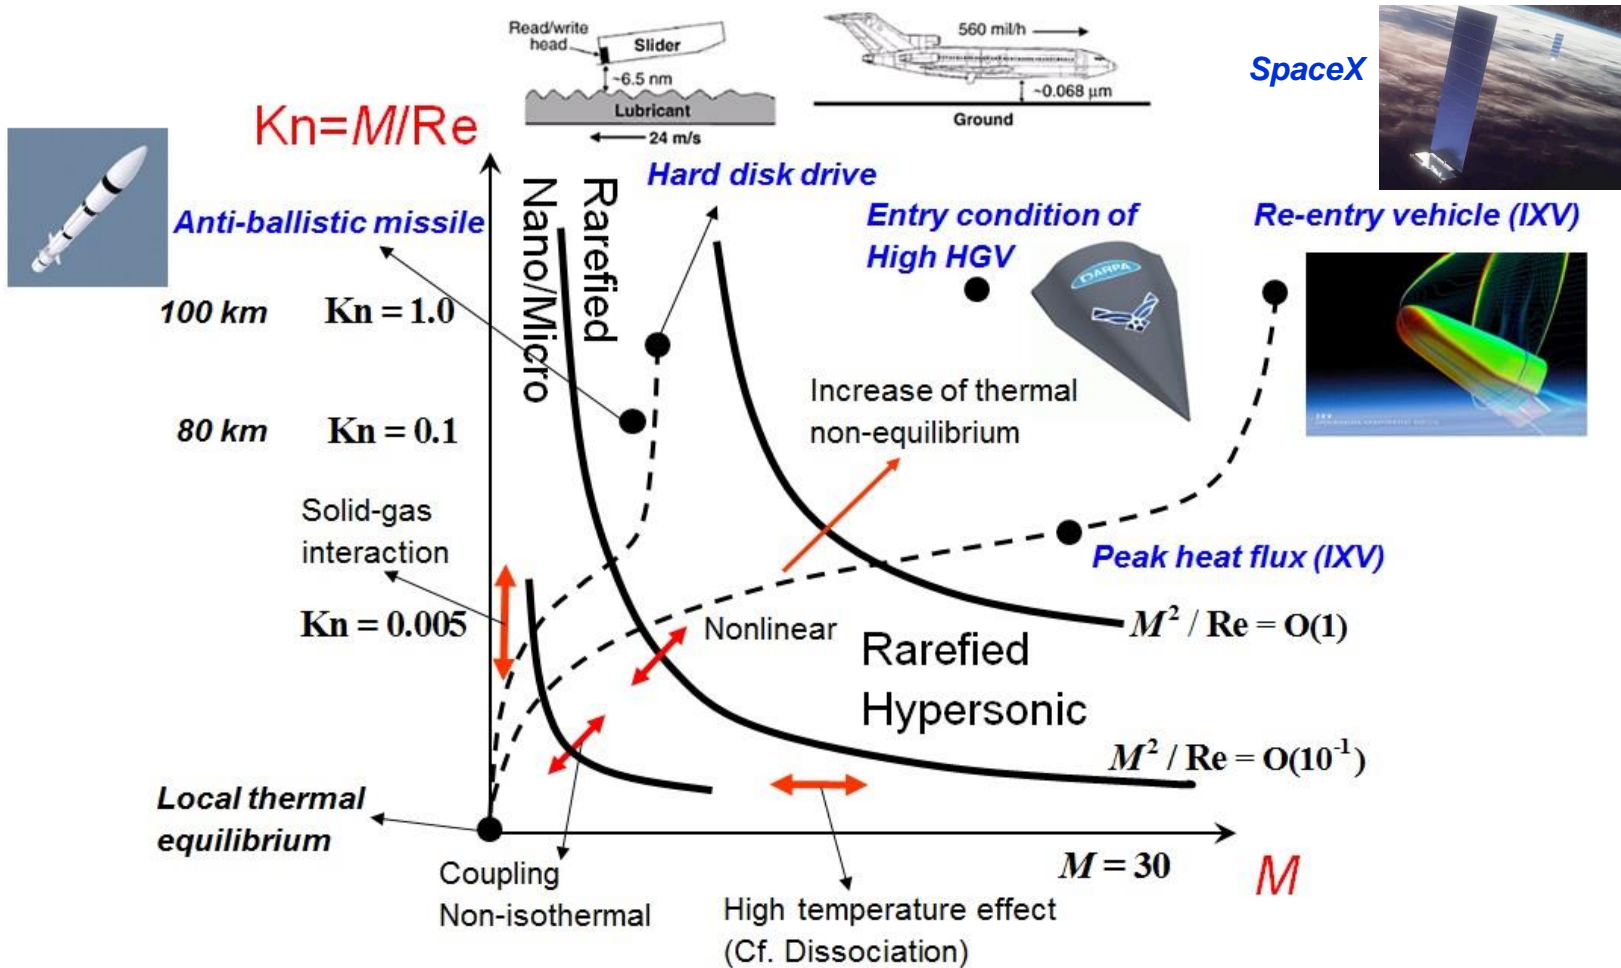 Read/write
head
Slider
~6.5 nm
Lubricant
24 m/s
560 mil/h
~0.068 μm
Ground
SpaceX
Kn=M/Re
Anti-ballistic missile
Rarefied
Nano/Micro
Hard disk drive
Entry condition of
High HGV
DARPA
Re-entry vehicle (IXV)
100 km Kn = 1.0
80 km Kn = 0.1
Increase of thermal
non-equilibrium
Solid-gas
interaction
Kn = 0.005
Peak heat flux (IXV)
M² / Re = O(1)
Nonlinear
Rarefied
Hypersonic
M² / Re = O(10⁻¹)
Local thermal
equilibrium
M = 30
M
Coupling
Non-isothermal
High temperature effect
(Cf. Dissociation)